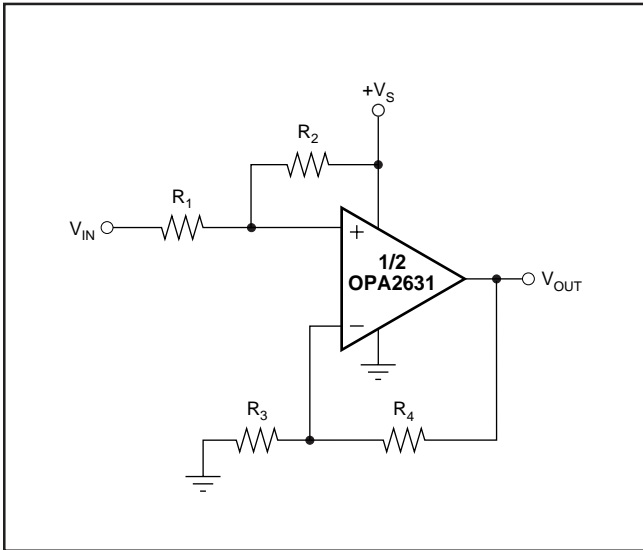 +V_S
R_2
R_1
V_IN
+
1/2
OPA2631
V_OUT
−
R_3
R_4